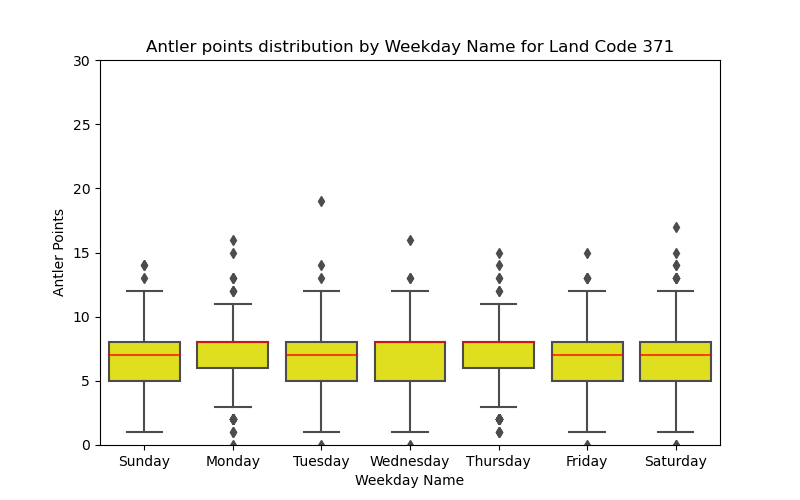 Antler points distribution by Weekday Name for Land Code 371
30
25
20
15
10
5
0
Antler Points
Sunday Monday Tuesday Wednesday Thursday Friday Saturday
Weekday Name